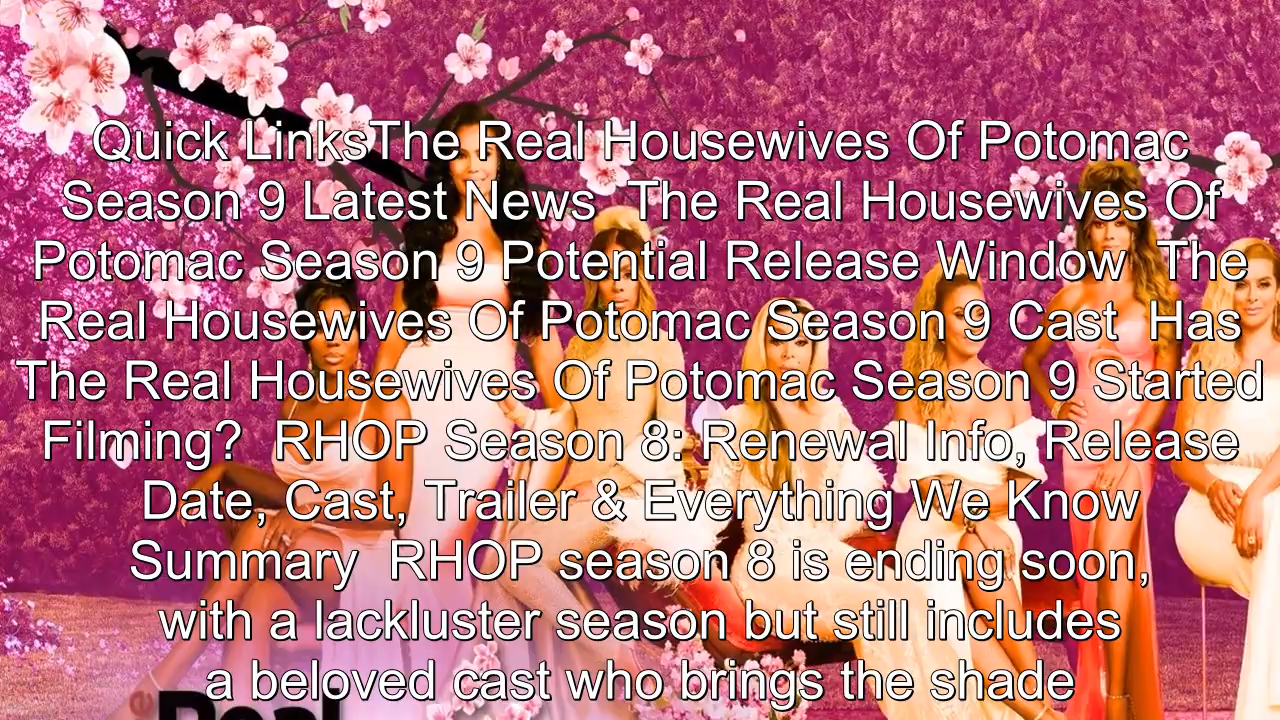 Quick LinksThe Real Housewives Of Potomac
Season 9 Latest News  The Real Housewives Of
Potomac Season 9 Potential Release Window  The
Real Housewives Of Potomac Season 9 Cast  Has
The Real Housewives Of Potomac Season 9 Started
Filming?  RHOP Season 8: Renewal Info, Release
Date, Cast, Trailer & Everything We Know
Summary  RHOP season 8 is ending soon,
with a lackluster season but still includes
a beloved cast who brings the shade
Real